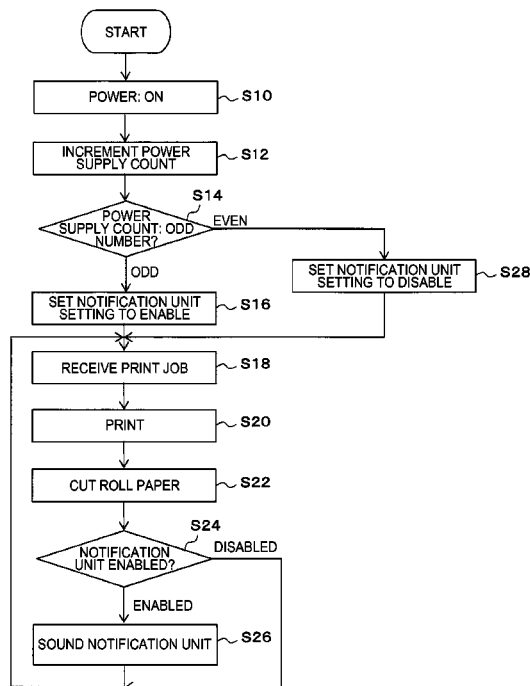 START
POWER: ON
S10
INCREMENT POWER
SUPPLY COUNT
S12
S14
POWER
SUPPLY COUNT: ODD
NUMBER?
EVEN
ODD
SET NOTIFICATION UNIT
SETTING TO ENABLE
S16
SET NOTIFICATION UNIT
SETTING TO DISABLE
S28
RECEIVE PRINT JOB
S18
PRINT
S20
CUT ROLL PAPER
S22
S24
NOTIFICATION
UNIT ENABLED?
DISABLED
ENABLED
SOUND NOTIFICATION UNIT
S26